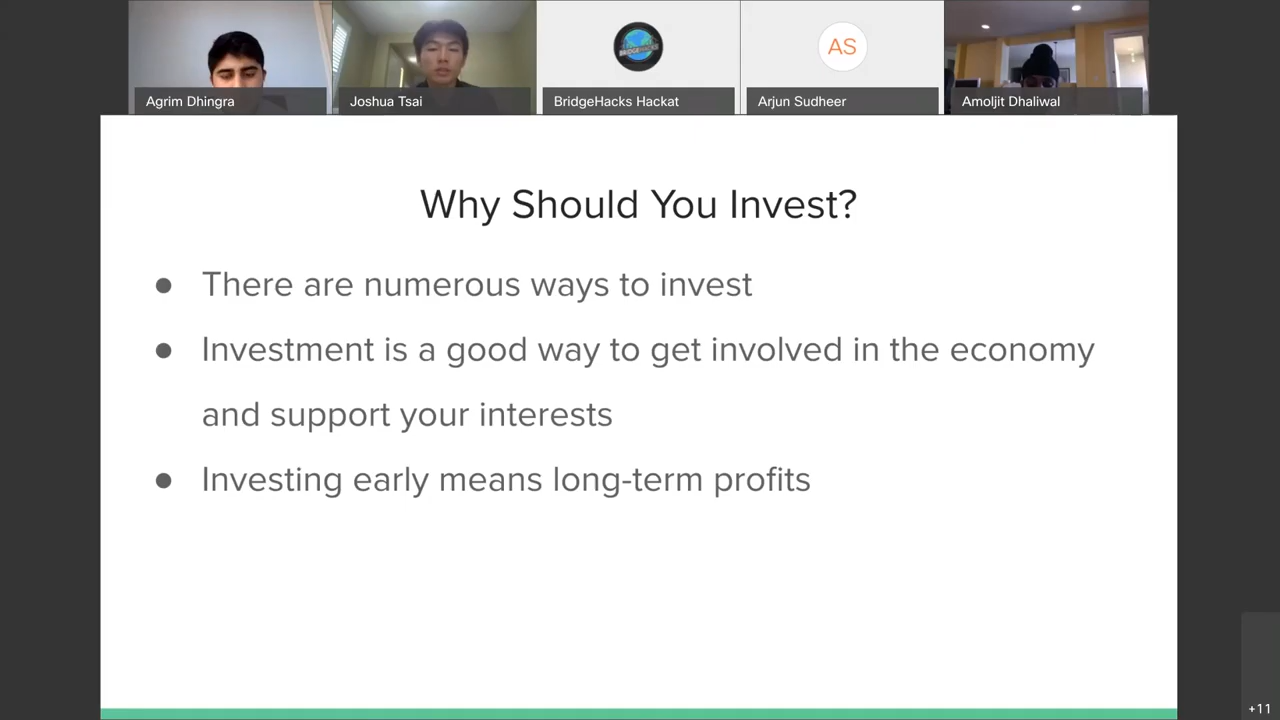 Agrim Dhingra
Joshua Tsai
BRIDGEHACKS
BridgeHacks Hackat
AS
Arjun Sudheer
Amoljit Dhaliwal
Why Should You Invest?
● There are numerous ways to invest
● Investment is a good way to get involved in the economy
and support your interests
● Investing early means long-term profits
+11